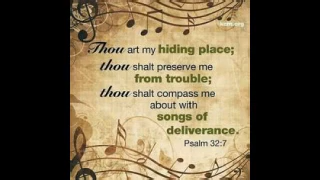 Thou art my hiding place;
thou shalt preserve me
from trouble;
thou shalt compass me
about with
songs of
deliverance.
Psalm 32:7